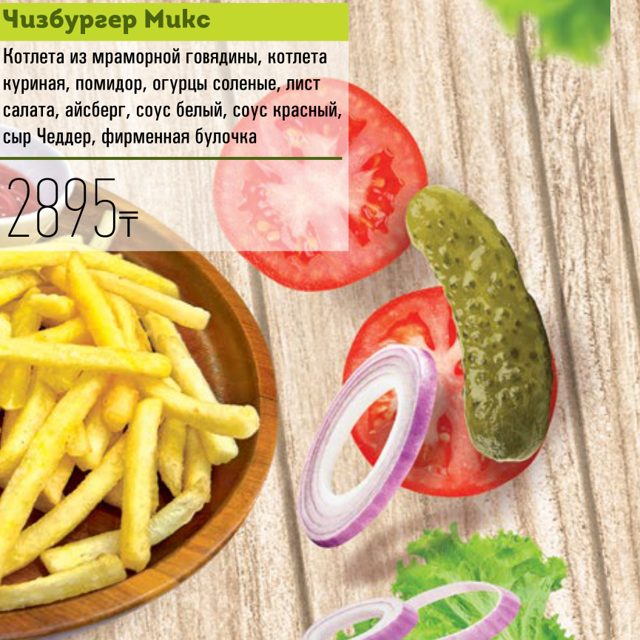 Чизбургер Микс
Котлета из мраморной говядины, котлета
куриная, помидор, огурцы соленые, лист
салата, айсберг, соус белый, соус красный,
сыр Чеддер, фирменная булочка
2895₸